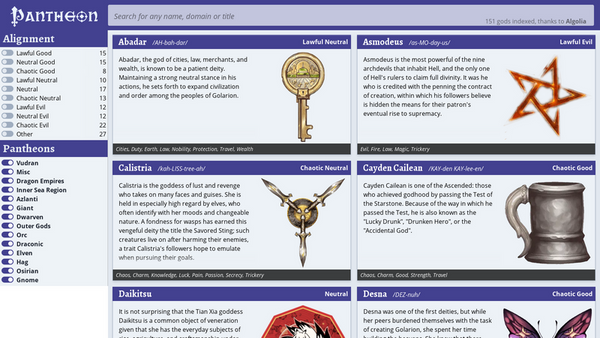 Pantheon
Search for any name, domain or title
151 gods indexed, thanks to Algolia
Alignment
Lawful Good 15
Neutral Good 15
Chaotic Good 8
Lawful Neutral 10
Neutral 17
Chaotic Neutral 13
Lawful Evil 12
Neutral Evil 12
Chaotic Evil 22
Other 27
Pantheons
Vudran
Misc
Dragon Empires
Inner Sea Region
Azlanti
Giant
Dwarven
Outer Gods
Orc
Draconic
Elven
Hag
Osirian
Gnome
Abadar /AH-bah-dar/ Lawful Neutral
Abadar, the god of cities, law, merchants, and
wealth, is known to be a patient deity.
Maintaining a strong neutral stance in his
actions, he sets forth to expand civilization
and order among the peoples of Golarion.
Cities, Duty, Earth, Law, Nobility, Protection, Travel, Wealth
Asmodeus /as-MO-day-us/ Lawful Evil
Asmodeus is the most powerful of the nine
archdevils that inhabit Hell, and the only one
of Hell's rulers to claim full divinity. It was he
who is credited with the penning the contract
of creation, within which his followers believe
is hidden the means for their patron's
eventual rise to supremacy.
Evil, Fire, Law, Magic, Trickery
Calistria /kah-LISS-tree-ah/ Chaotic Neutral
Calistria is the goddess of lust and revenge
who takes on many faces and guises. She is
held in especially high regard by elves, who
often identify with her moods and changeable
nature. A fondness for wasps has earned this
vengeful deity the title the Savored Sting; such
creatures live on after harming their enemies,
a trait Calistria's followers hope to emulate
when pursuing their goals.
Chaos, Charm, Knowledge, Luck, Pain, Passion, Secrecy, Trickery
Cayden Cailean /KAY-den KAY-lee-en/ Chaotic Good
Cayden Cailean is one of the Ascended: those
who achieved godhood by passing the Test of
the Starstone. Because of the way in which he
passed the Test, he is also known as the
"Lucky Drunk", "Drunken Hero", or the
"Accidental God".
Chaos, Charm, Good, Strength, Travel
Daikitsu Neutral
It is not surprising that the Tian Xia goddess
Daikitsu is a common object of veneration
given that she has the everyday subjects of
Desna /DEZ-nuh/ Chaotic Good
Desna was one of the first deities, but while
her peers burdened themselves with the task
of creating Golarion, she spent her time